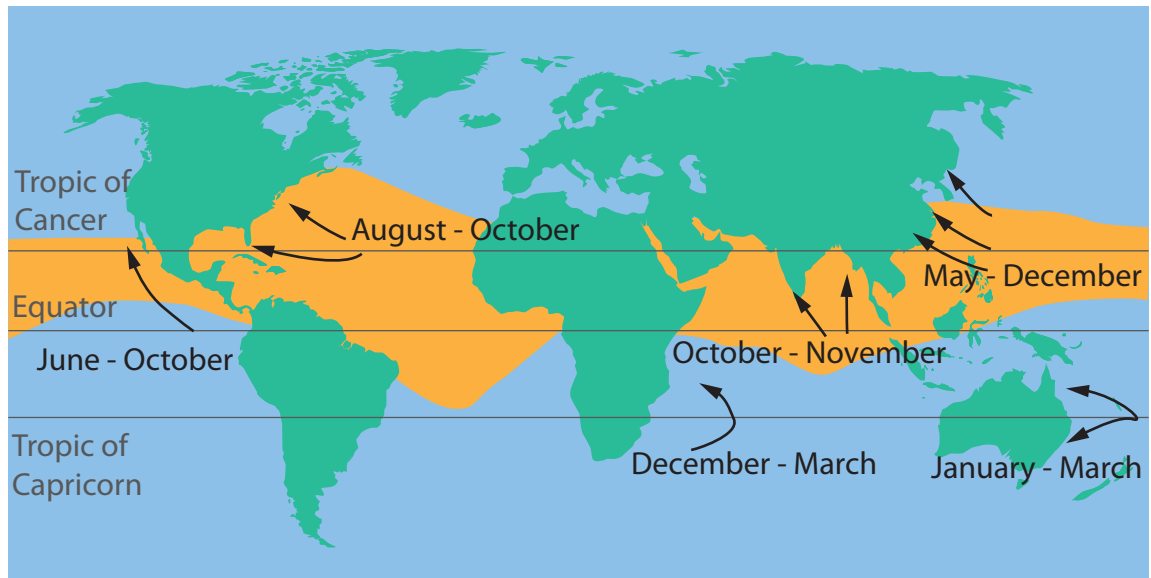 Tropic of
Cancer
August - October
May - December
Equator
June - October
October - November
Tropic of
Capricorn
December - March
January - March